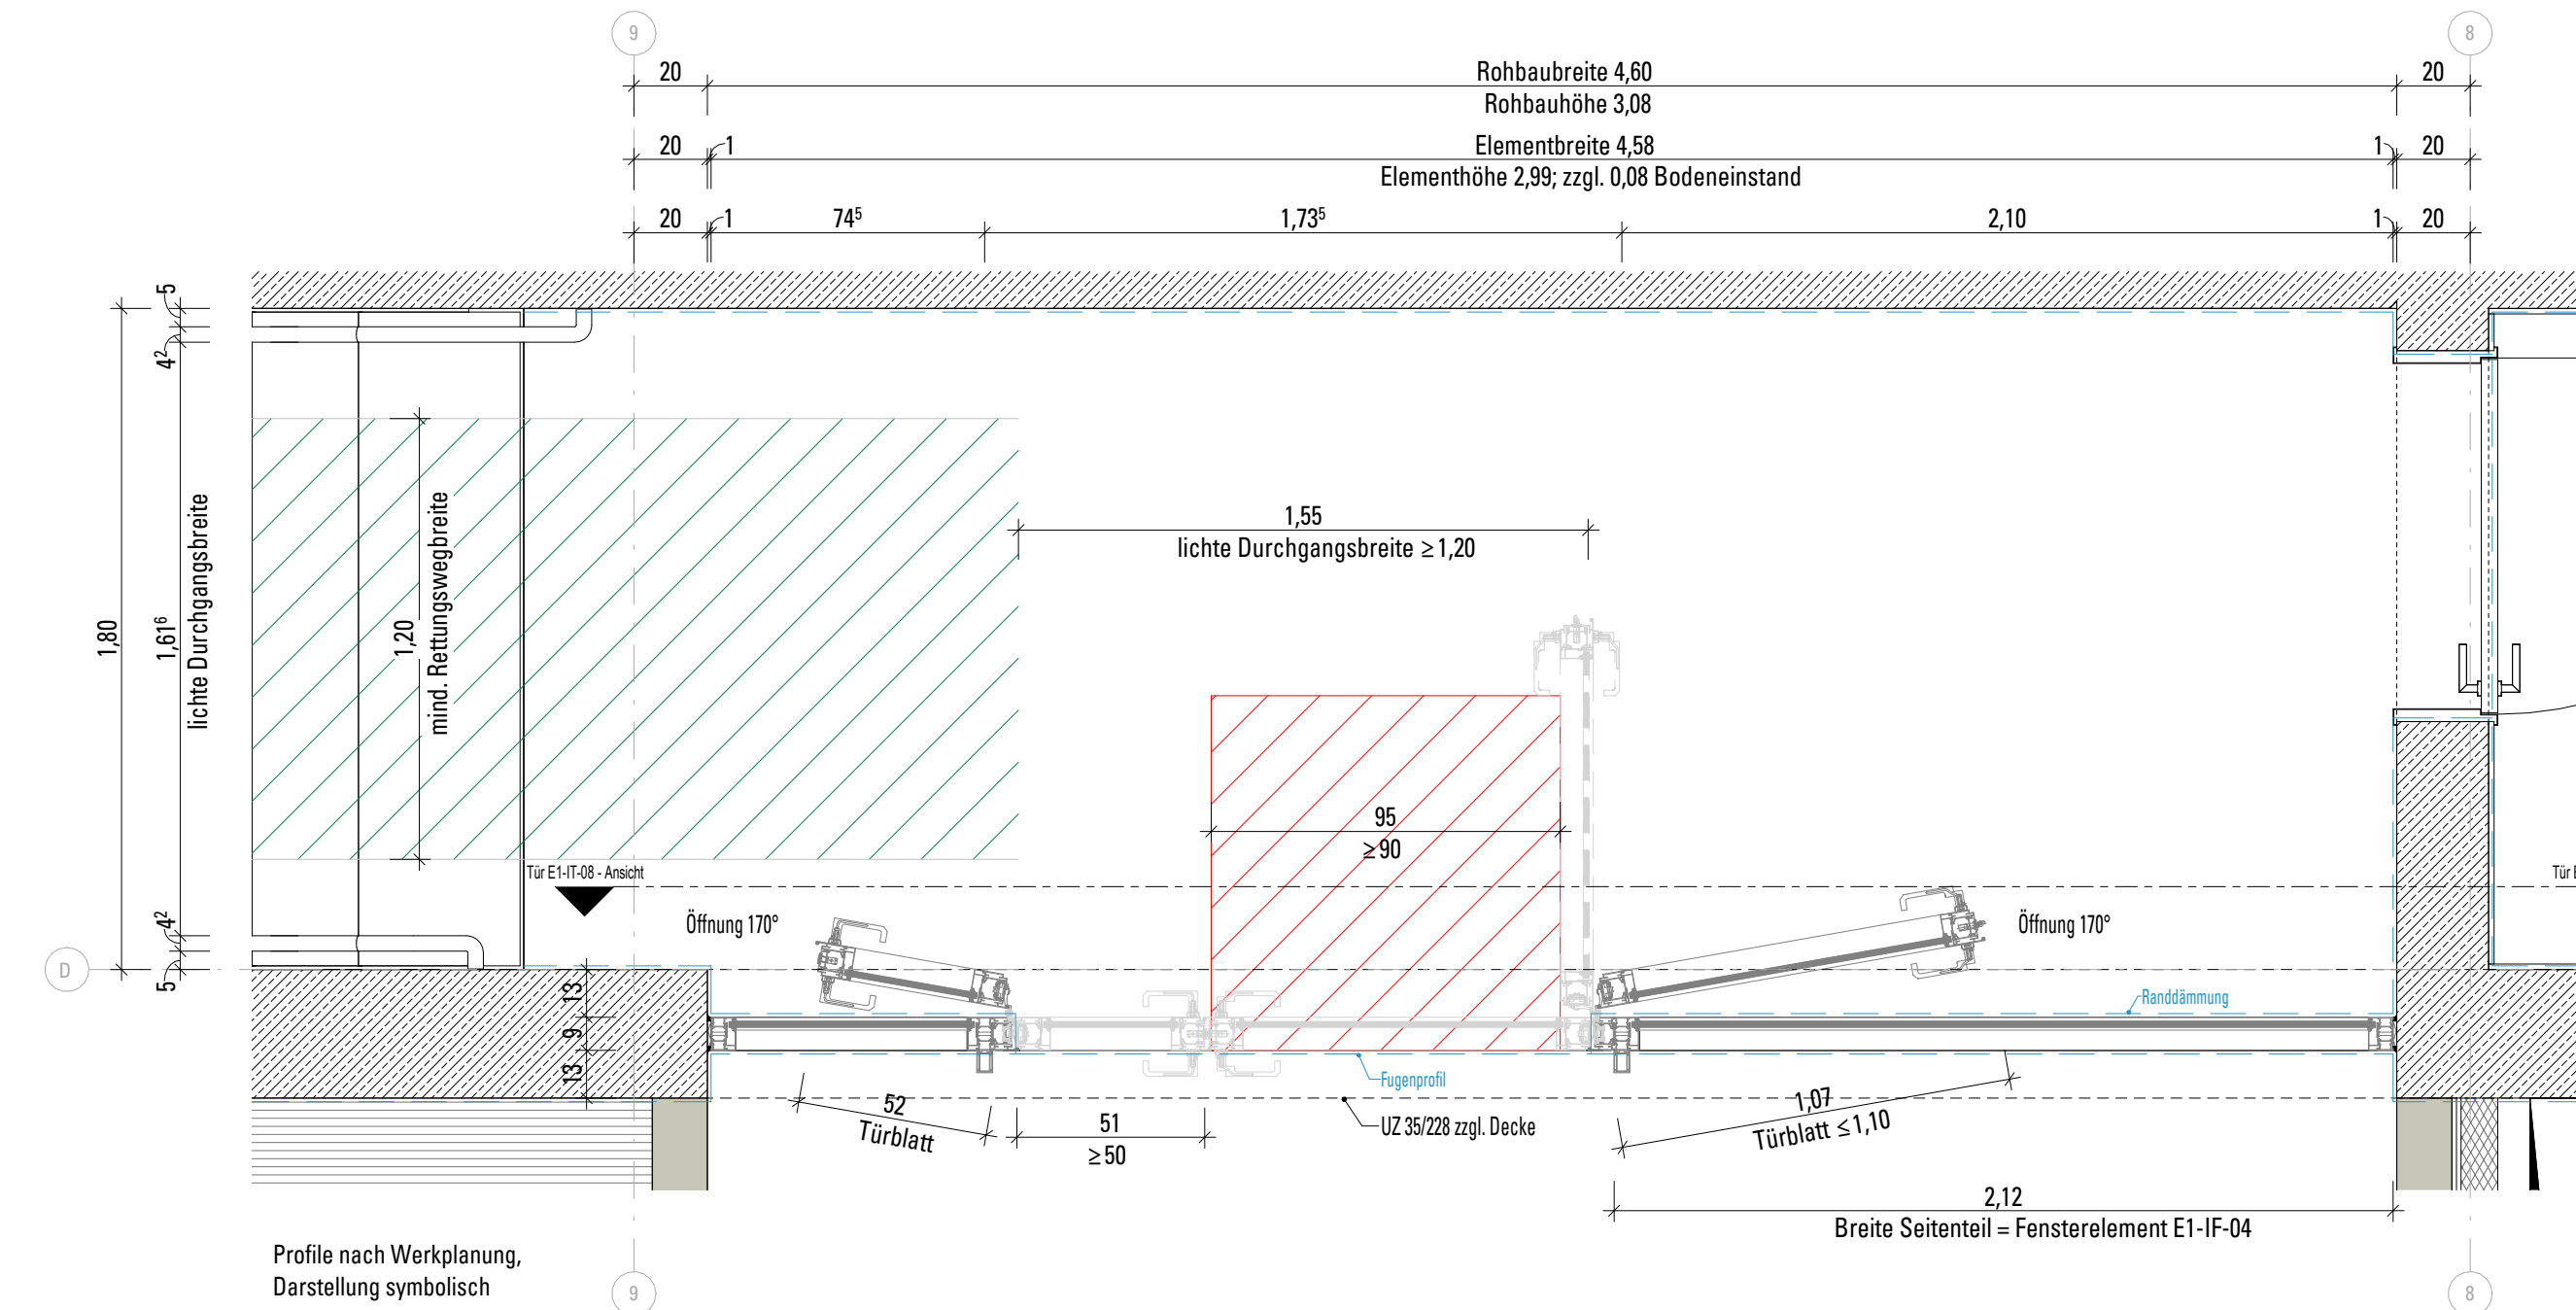 9
8
20
Rohbaubreite 4,60
20
Rohbauhöhe 3,08
20
1
Elementbreite 4,58
1
20
Elementhöhe 2,99; zzgl. 0,08 Bodeneinstand
20
1
74⁵
1,73⁵
2,10
1
20
5
4²
1,80
1,61⁶
lichte Durchgangsbreite
1,20
mind. Rettungswegbreite
4²
5
1,55
lichte Durchgangsbreite ≥ 1,20
95
≥ 90
Tür E1-IT-08 - Ansicht
Tür E
Öffnung 170°
Öffnung 170°
D
13
9
13
Randdämmung
Fugenprofil
52
Türblatt
51
≥ 50
UZ 35/228 zzgl. Decke
1,07
Türblatt ≤ 1,10
2,12
Breite Seitenteil = Fensterelement E1-IF-04
Profile nach Werkplanung,
Darstellung symbolisch
9
8